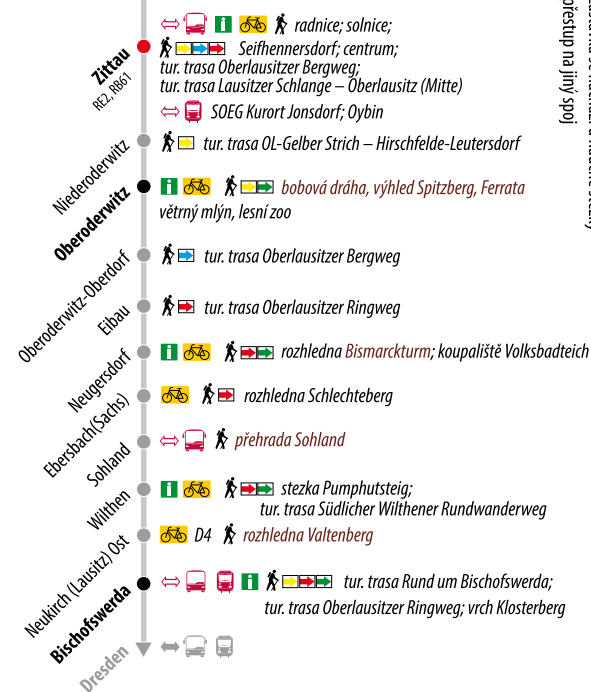 radnice; solnice;
Zittau
RE2, RB61
Seifhennersdorf; centrum;
tur. trasa Oberlausitzer Bergweg;
tur. trasa Lausitzer Schlange – Oberlausitz (Mitte)
SOEG Kurort Jonsdorf; Oybin
Niederoderwitz
tur. trasa OL-Gelber Strich – Hirschfelde-Leutersdorf
Oberoderwitz
bobová dráha, výhled Spitzberg, Ferrata
větrný mlýn, lesní zoo
Oberoderwitz-Oberdorf
tur. trasa Oberlausitzer Bergweg
Eibau
tur. trasa Oberlausitzer Ringweg
Neugersdorf
rozhledna Bismarckturm; koupaliště Volksbadteich
Ebersbach(Sachs)
rozhledna Schlechteberg
Sohland
přehrada Sohland
Wilthen
stezka Pumphutsteig;
tur. trasa Südlicher Wilthener Rundwanderweg
Neukirch (Lausitz) Ost
D4 rozhledna Valtenberg
Bischofswerda
tur. trasa Rund um Bischofswerda;
tur. trasa Oberlausitzer Ringweg; vrch Klosterberg
Dresden
přestup na jiný spoj